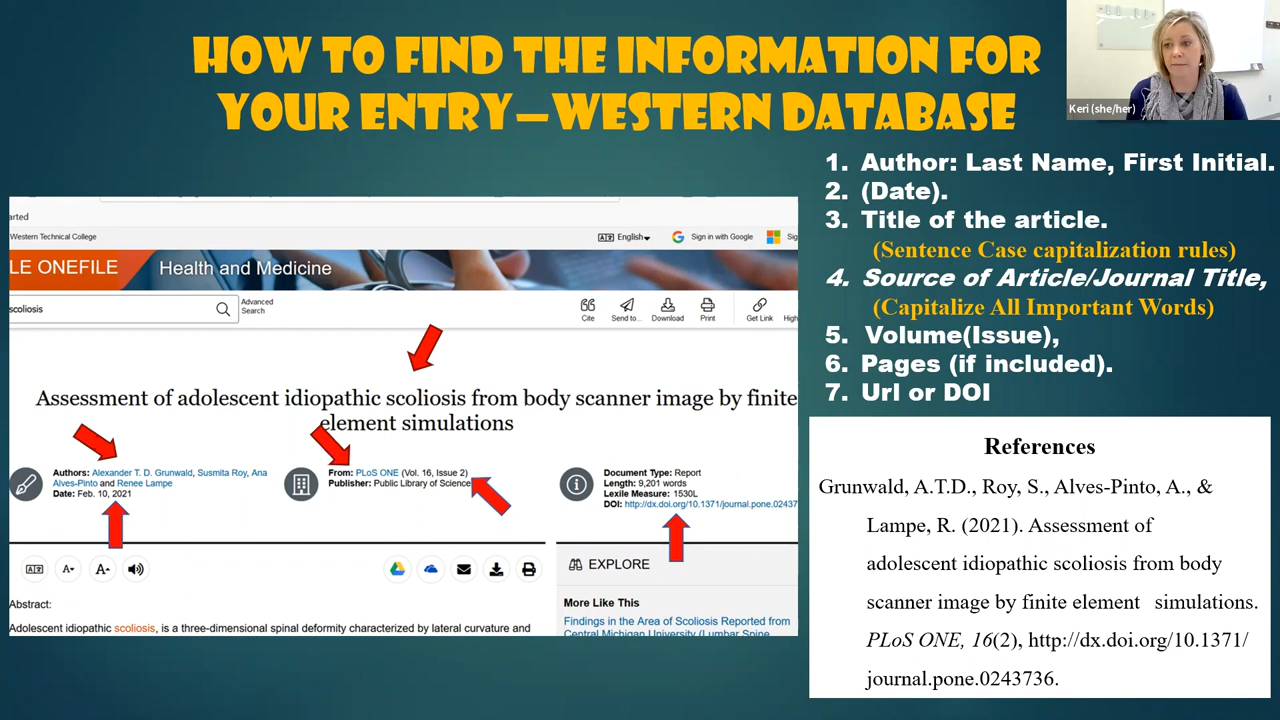 HOW TO FIND THE INFORMATION FOR
YOUR ENTRY—WESTERN DATABASE
Keri (she/her)
arted
Western Technical College
English
Sign in with Google
Sig
LE ONEFILE
Health and Medicine
scoliosis
Advanced
Search
Cite
Send to...
Download
Print
Get Link
High
Assessment of adolescent idiopathic scoliosis from body scanner image by finite
element simulations
Authors: Alexander T. D. Grunwald, Susmita Roy, Ana
Alves-Pinto and Renee Lampe
Date: Feb. 10, 2021
From: PLoS ONE (Vol. 16, Issue 2)
Publisher: Public Library of Science
Document Type: Report
Length: 9,201 words
Lexile Measure: 1530L
DOI: http://dx.doi.org/10.1371/journal.pone.02437
A
A
EXPLORE
Abstract:
Adolescent idiopathic scoliosis, is a three-dimensional spinal deformity characterized by lateral curvature and
More Like This
Findings in the Area of Scoliosis Reported from
Central Michigan University (Lumbar Spine
1. Author: Last Name, First Initial.
2. (Date).
3. Title of the article.
(Sentence Case capitalization rules)
4. Source of Article/Journal Title,
(Capitalize All Important Words)
5. Volume(Issue),
6. Pages (if included).
7. Url or DOI
References
Grunwald, A.T.D., Roy, S., Alves-Pinto, A., &
Lampe, R. (2021). Assessment of
adolescent idiopathic scoliosis from body
scanner image by finite element simulations.
PLoS ONE, 16(2), http://dx.doi.org/10.1371/
journal.pone.0243736.